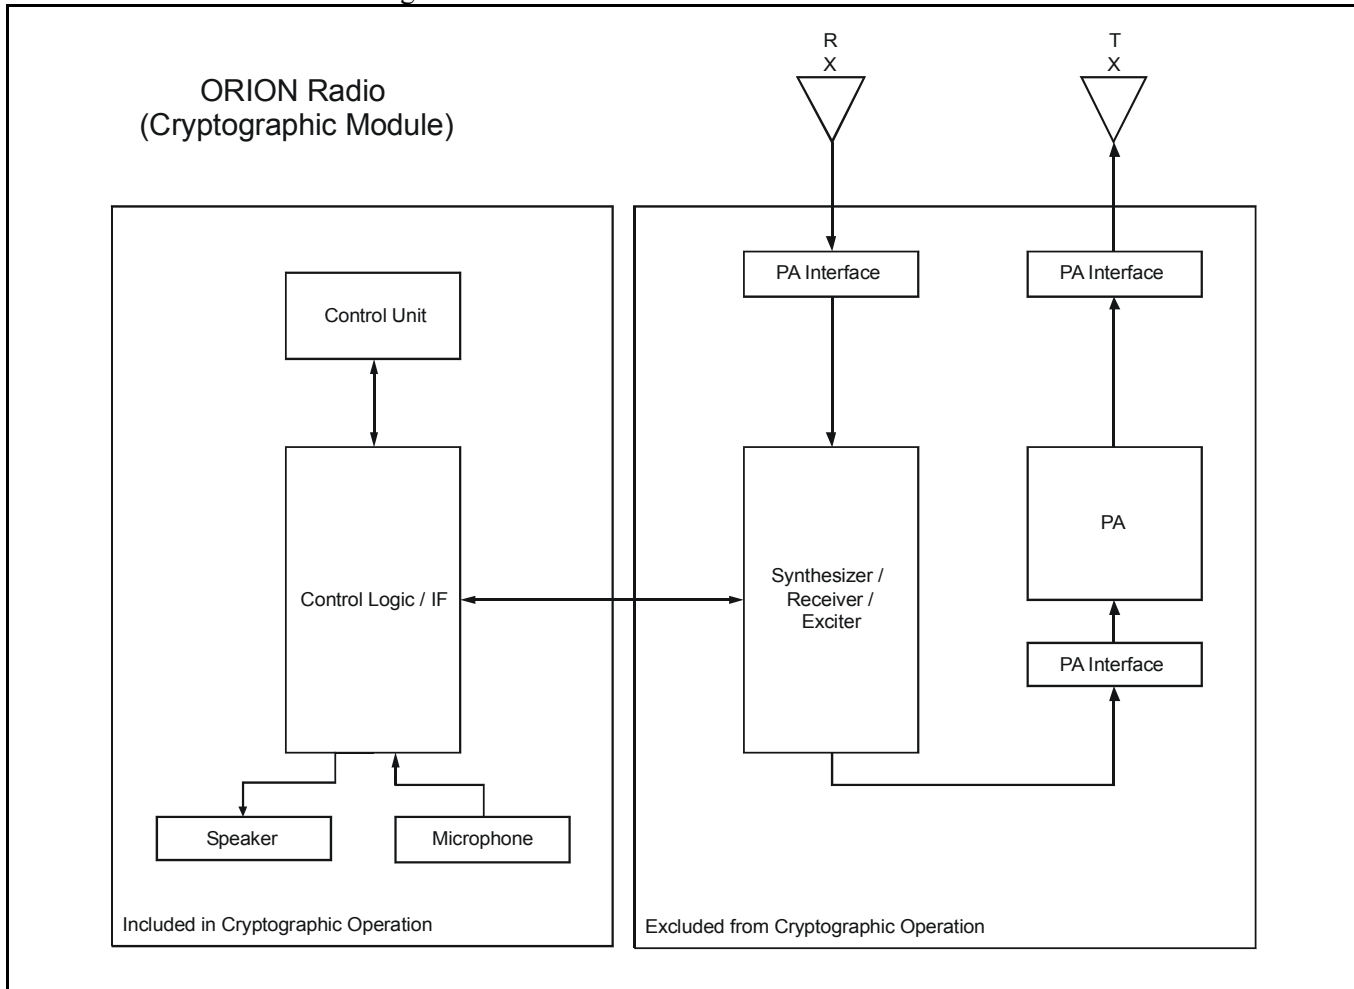 ORION Radio
(Cryptographic Module)
R
X
T
X
PA Interface
PA Interface
Control Unit
Control Logic / IF
Synthesizer /
Receiver /
Exciter
PA
PA Interface
Speaker
Microphone
Included in Cryptographic Operation
Excluded from Cryptographic Operation